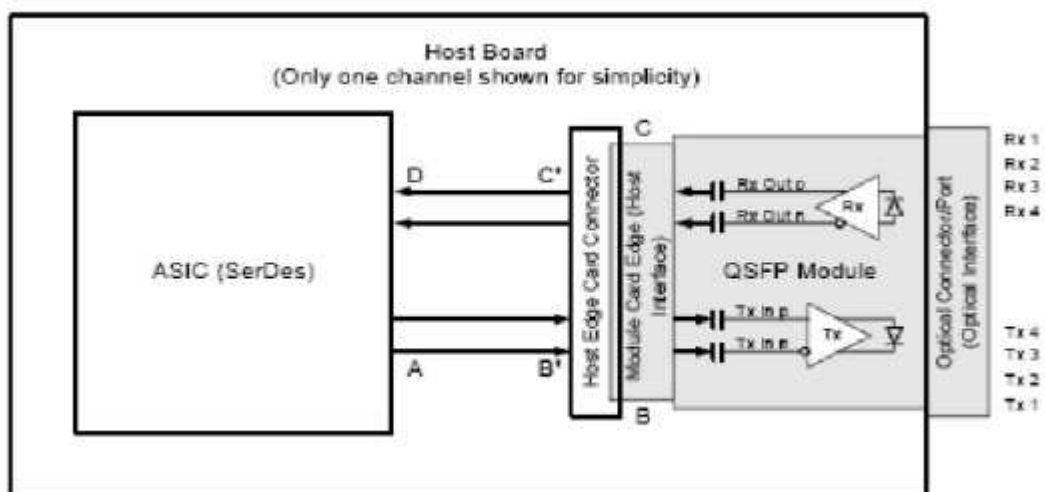 Host Board
(Only one channel shown for simplicity)
C
Rx 1
Rx 2
Rx 3
Rx 4
D
C*
Rx Out p
Rx Out n
Rx
ASIC (SerDes)
Host Edge Card Connector
Module Card Edge (Host
Interface)
QSFP Module
Optical Connector/Port
(Optical Interface)
Tx In p
Tx In n
Tx
A
B*
B
Tx 4
Tx 3
Tx 2
Tx 1